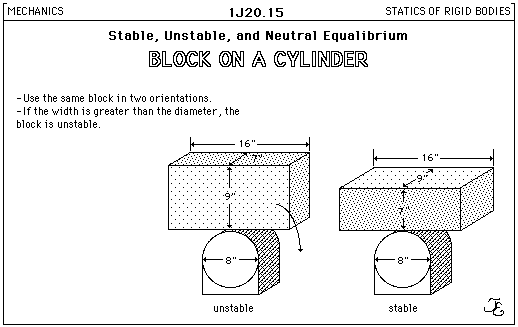 MECHANICS
1J20.15
STATICS OF RIGID BODIES
Stable, Unstable, and Neutral Equalibrium
BLOCK ON A CYLINDER
-Use the same block in two orientations.
-If the width is greater than the diameter, the
block is unstable.
16"
7"
9"
8"
unstable
16"
9"
7"
8"
stable